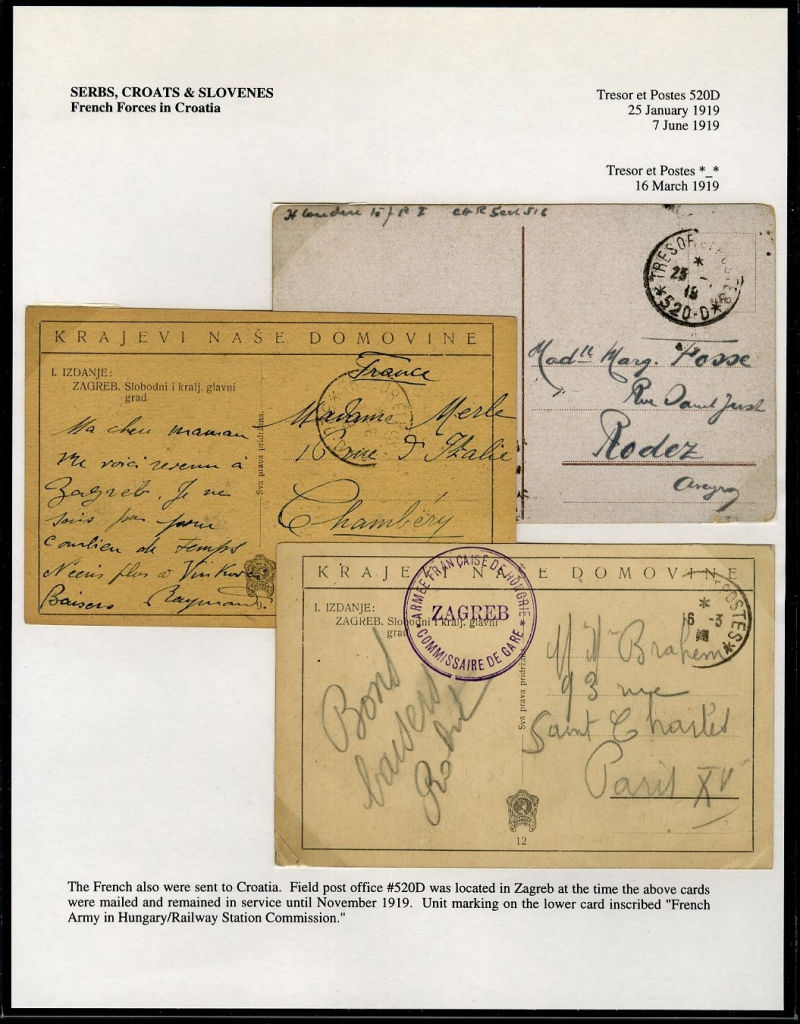 SERBS, CROATS & SLOVENES
French Forces in Croatia
Tresor et Postes 520D
25 January 1919
7 June 1919
Tresor et Postes *_*
16 March 1919
TRESOR POSTES
19
*520-D*
Madlle Marg. Fosse
Rue
Rodez
Aveyron
KRAJEVI NAŠE DOMOVINE
I. IZDANJE:
ZAGREB. Slobodni i kralj. glavni
grad.
Sva prava pridržana.
Ma chère maman
me voici revenu à
Zagreb. Je ne
sais pas pour
combien de temps
Baisers Raymond
France
Madame Merle
16 rue d'Italie
Chambéry
KRAJEVI NAŠE DOMOVINE
I. IZDANJE:
ZAGREB. Slobodni i kralj. glavni
grad.
ARMÉE FRANÇAISE DE HONGRIE
ZAGREB
* COMMISSAIRE DE GARE *
POSTES*
*
16 -3
Sva prava pridržana
Bons
baisers
Brahem
93 rue
Saint Charles
Paris XV
12
The French also were sent to Croatia. Field post office #520D was located in Zagreb at the time the above cards
were mailed and remained in service until November 1919. Unit marking on the lower card inscribed "French
Army in Hungary/Railway Station Commission."